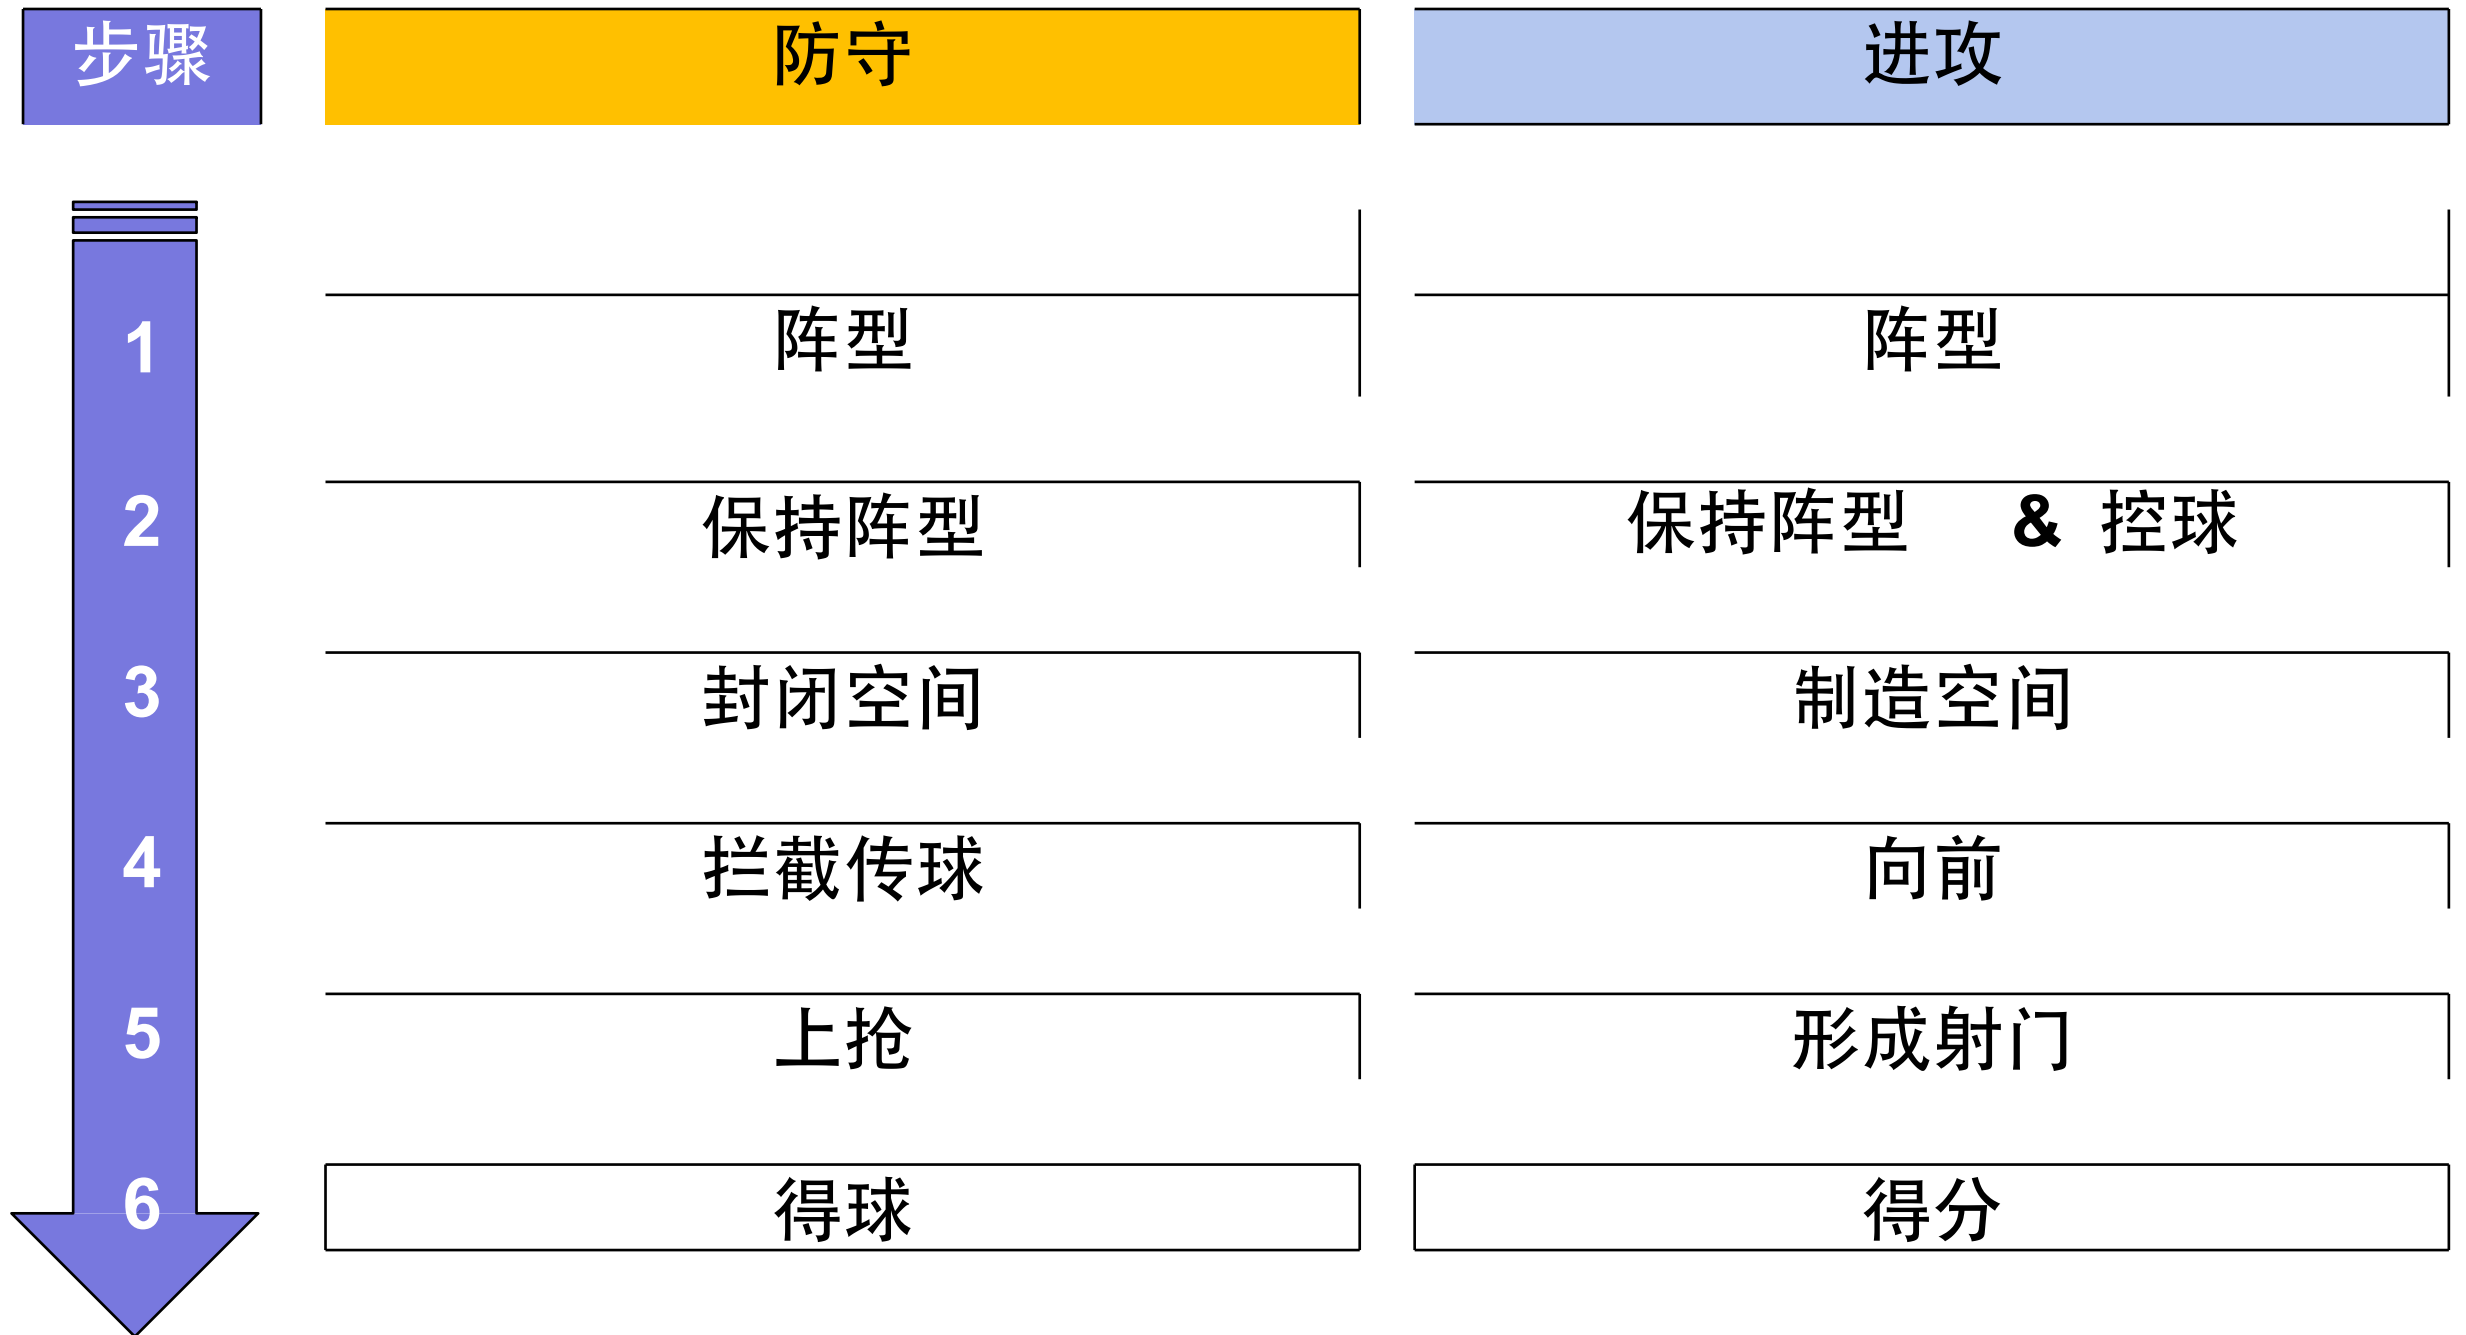 步骤 防守 进攻
1 阵型 阵型
2 保持阵型 保持阵型 & 控球
3 封闭空间 制造空间
4 拦截传球 向前
5 上抢 形成射门
6 得球 得分